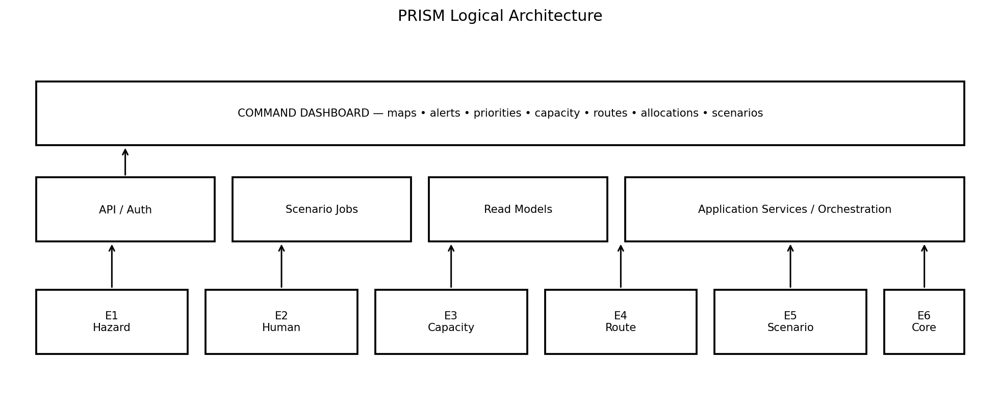 PRISM Logical Architecture
COMMAND DASHBOARD — maps • alerts • priorities • capacity • routes • allocations • scenarios
API / Auth
Scenario Jobs
Read Models
Application Services / Orchestration
E1
Hazard
E2
Human
E3
Capacity
E4
Route
E5
Scenario
E6
Core